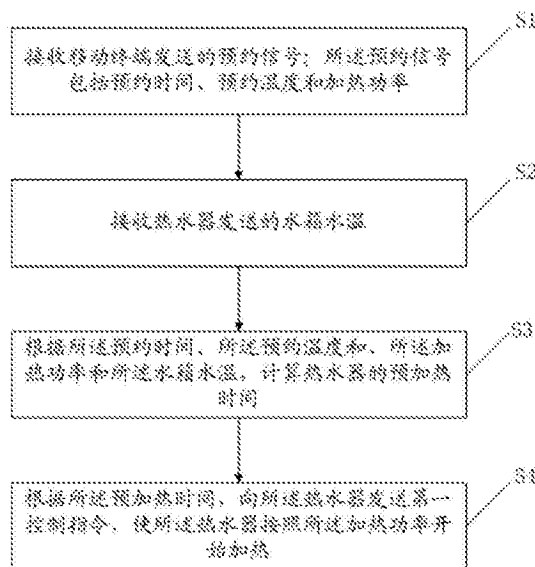 S1
接收移动终端发送的预约信号；所述预约信号
包括预约时间、预约温度和加热功率
S2
接收热水器发送的水箱水温
S3
根据所述预约时间、所述预约温度和、所述加
热功率和所述水箱水温，计算热水器的预加热
时间
S4
根据所述预加热时间、向所述热水器发送第一
控制指令，使所述热水器按照所述加热功率开
始加热